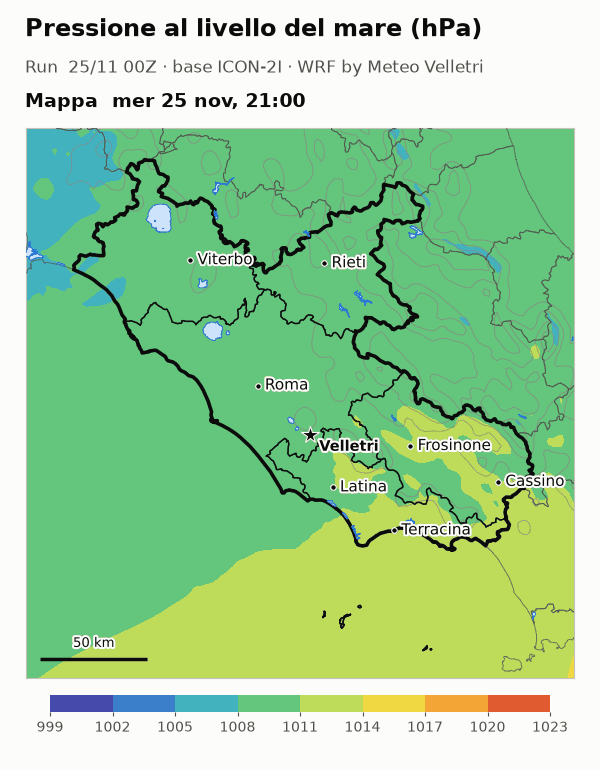 Pressione al livello del mare (hPa)
Run  25/11 00Z · base ICON-2I · WRF by Meteo Velletri
Mappa  mer 25 nov, 21:00
Viterbo
Rieti
Roma
Velletri
Frosinone
Latina
Cassino
Terracina
50 km
999 1002 1005 1008 1011 1014 1017 1020 1023